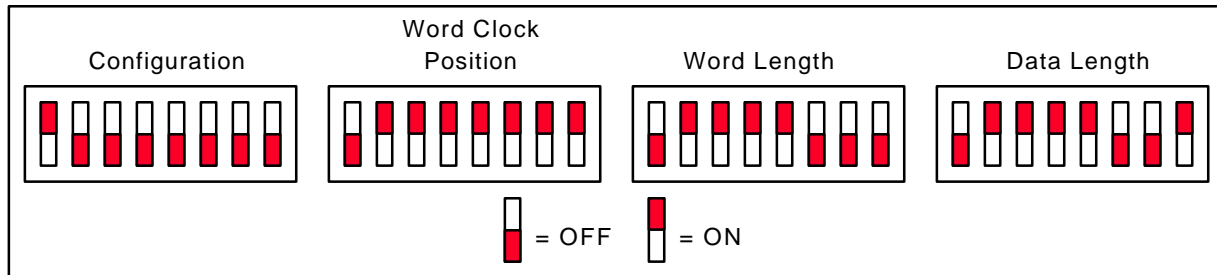 Configuration
Word Clock
Position
Word Length
Data Length
= OFF
= ON